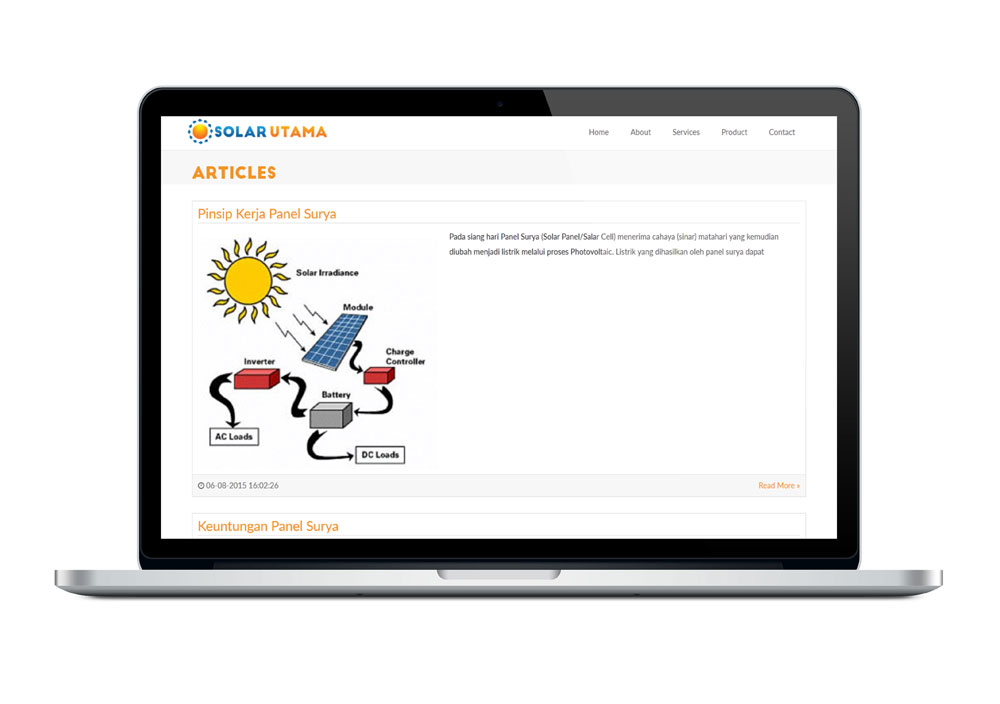 SOLAR UTAMA
Home About Services Product Contact
ARTICLES
Pinsip Kerja Panel Surya
Pada siang hari Panel Surya (Solar Panel/Salar Cell) menerima cahaya (sinar) matahari yang kemudian
diubah menjadi listrik melalui proses Photovoltaic. Listrik yang dihasilkan oleh panel surya dapat
Solar Irradiance
Module
Charge
Controller
Inverter
Battery
AC Loads
DC Loads
06-08-2015 16:02:26
Read More »
Keuntungan Panel Surya